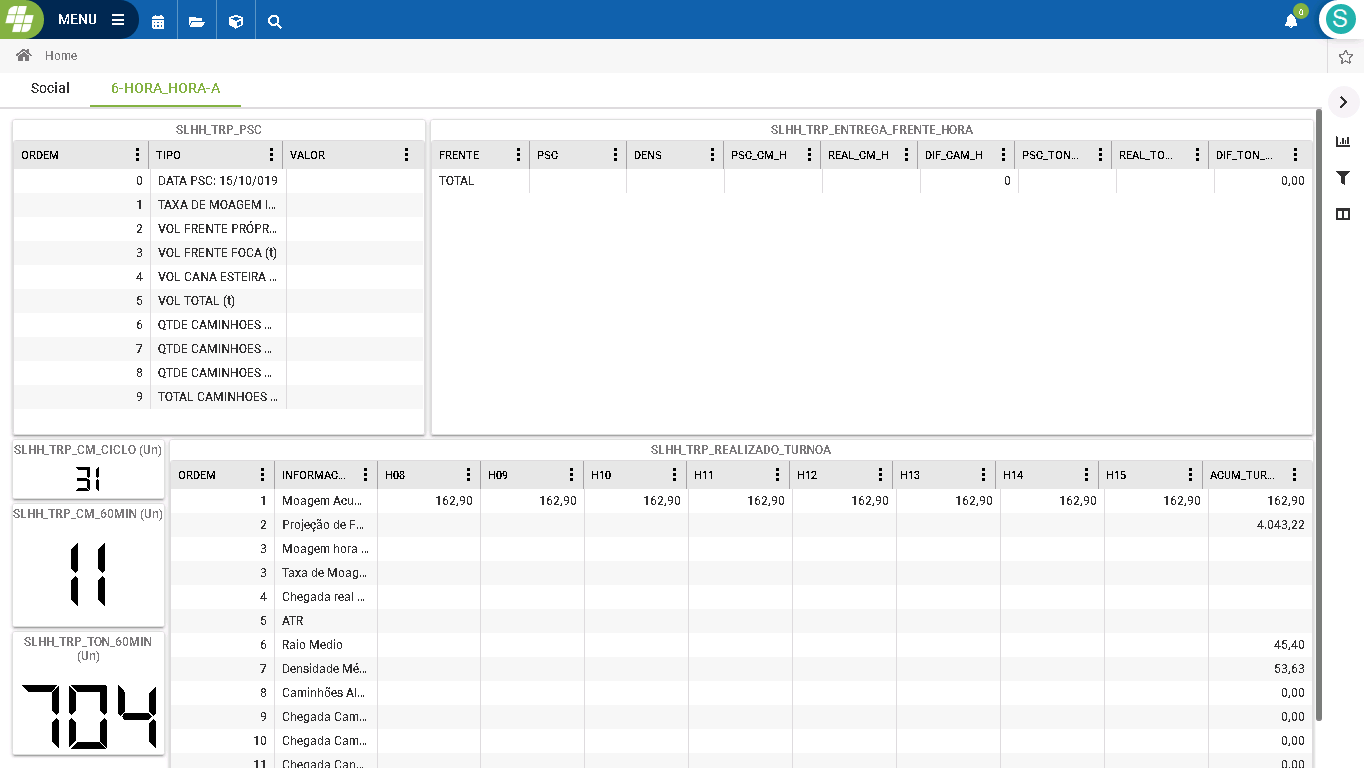 MENU
0
S
Home
Social 6-HORA_HORA-A
SLHH_TRP_PSC
ORDEM TIPO VALOR
0 DATA PSC: 15/10/019
1 TAXA DE MOAGEM I...
2 VOL FRENTE PRÓPR...
3 VOL FRENTE FOCA (t)
4 VOL CANA ESTEIRA ...
5 VOL TOTAL (t)
6 QTDE CAMINHOES ...
7 QTDE CAMINHOES ...
8 QTDE CAMINHOES ...
9 TOTAL CAMINHOES ...
SLHH_TRP_ENTREGA_FRENTE_HORA
FRENTE PSC DENS PSC_CM_H REAL_CM_H DIF_CAM_H PSC_TON... REAL_TO... DIF_TON_...
TOTAL 0 0,00
SLHH_TRP_CM_CICLO (Un)
31
SLHH_TRP_CM_60MIN (Un)
11
SLHH_TRP_TON_60MIN
(Un)
704
SLHH_TRP_REALIZADO_TURNOA
ORDEM INFORMAC... H08 H09 H10 H11 H12 H13 H14 H15 ACUM_TUR...
1 Moagem Acu... 162,90 162,90 162,90 162,90 162,90 162,90 162,90 162,90 162,90
2 Projeção de F... 4.043,22
3 Moagem hora ...
3 Taxa de Moag...
4 Chegada real ...
5 ATR
6 Raio Medio 45,40
7 Densidade Mé... 53,63
8 Caminhões Al... 0,00
9 Chegada Cam... 0,00
10 Chegada Cam... 0,00
11 Chegada Can... 0,00